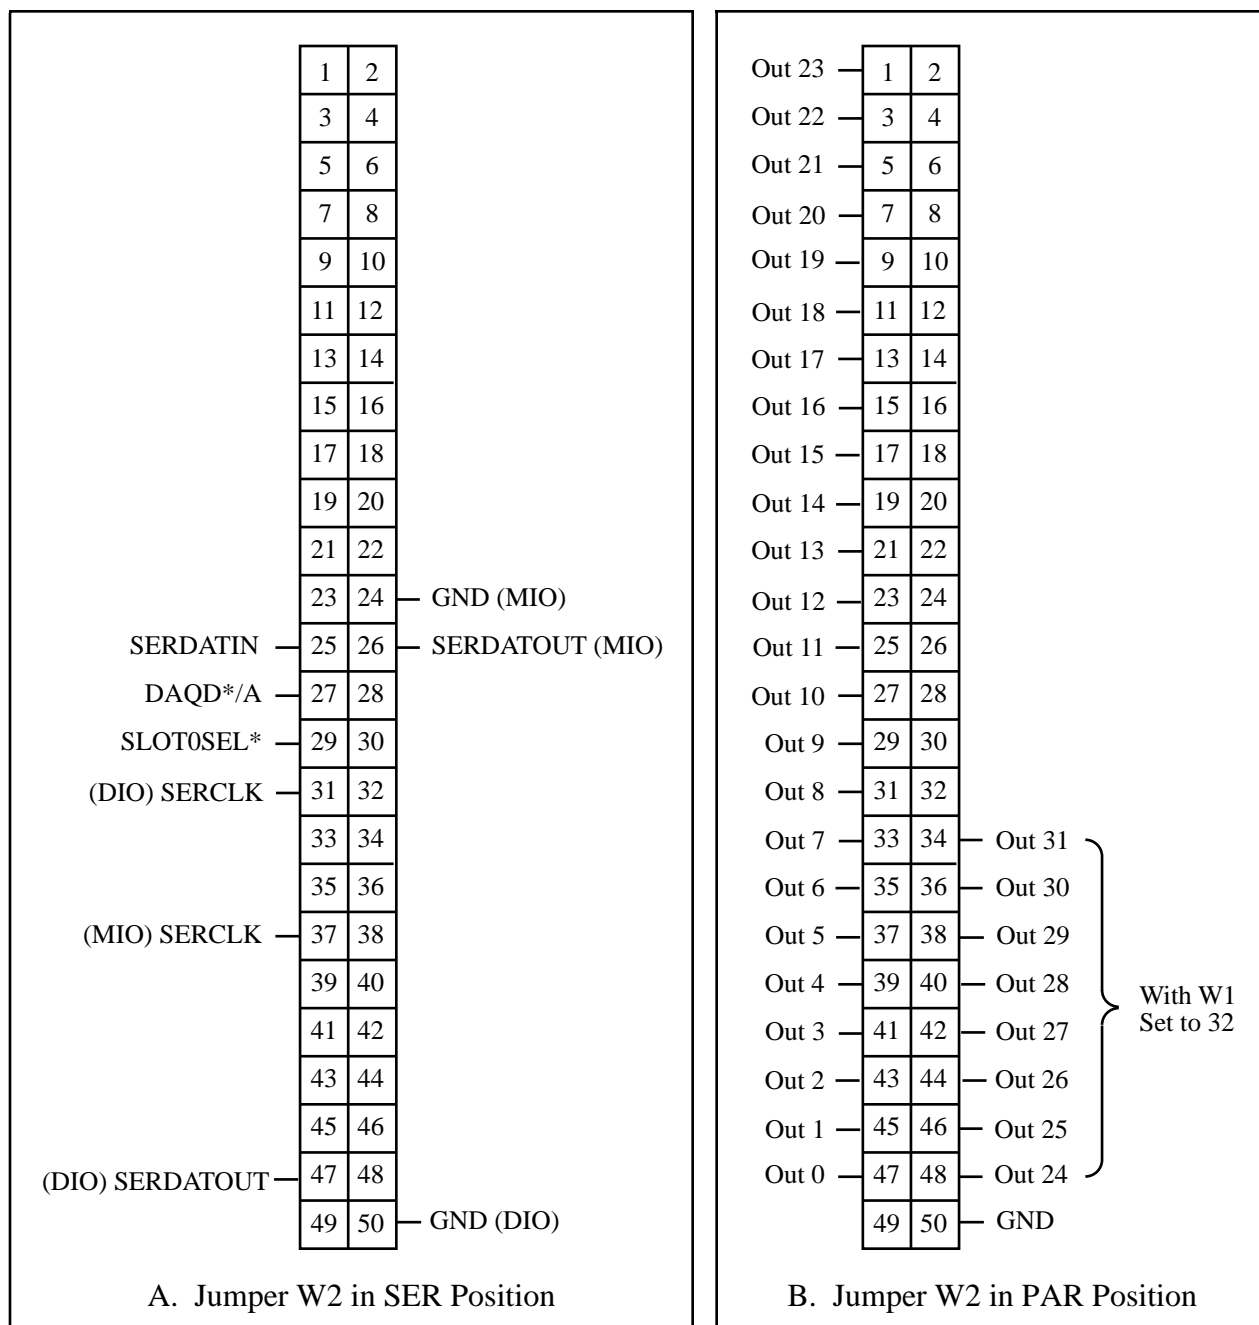 1 2
3 4
5 6
7 8
9 10
11 12
13 14
15 16
17 18
19 20
21 22
23 24 GND (MIO)
SERDATIN 25 26 SERDATOUT (MIO)
DAQD*/A 27 28
SLOT0SEL* 29 30
(DIO) SERCLK 31 32
33 34
35 36
(MIO) SERCLK 37 38
39 40
41 42
43 44
45 46
(DIO) SERDATOUT 47 48
49 50 GND (DIO)
A. Jumper W2 in SER Position
Out 23 1 2
Out 22 3 4
Out 21 5 6
Out 20 7 8
Out 19 9 10
Out 18 11 12
Out 17 13 14
Out 16 15 16
Out 15 17 18
Out 14 19 20
Out 13 21 22
Out 12 23 24
Out 11 25 26
Out 10 27 28
Out 9 29 30
Out 8 31 32
Out 7 33 34 Out 31
Out 6 35 36 Out 30
Out 5 37 38 Out 29
Out 4 39 40 Out 28
Out 3 41 42 Out 27
Out 2 43 44 Out 26
Out 1 45 46 Out 25
Out 0 47 48 Out 24
49 50 GND
With W1
Set to 32
B. Jumper W2 in PAR Position